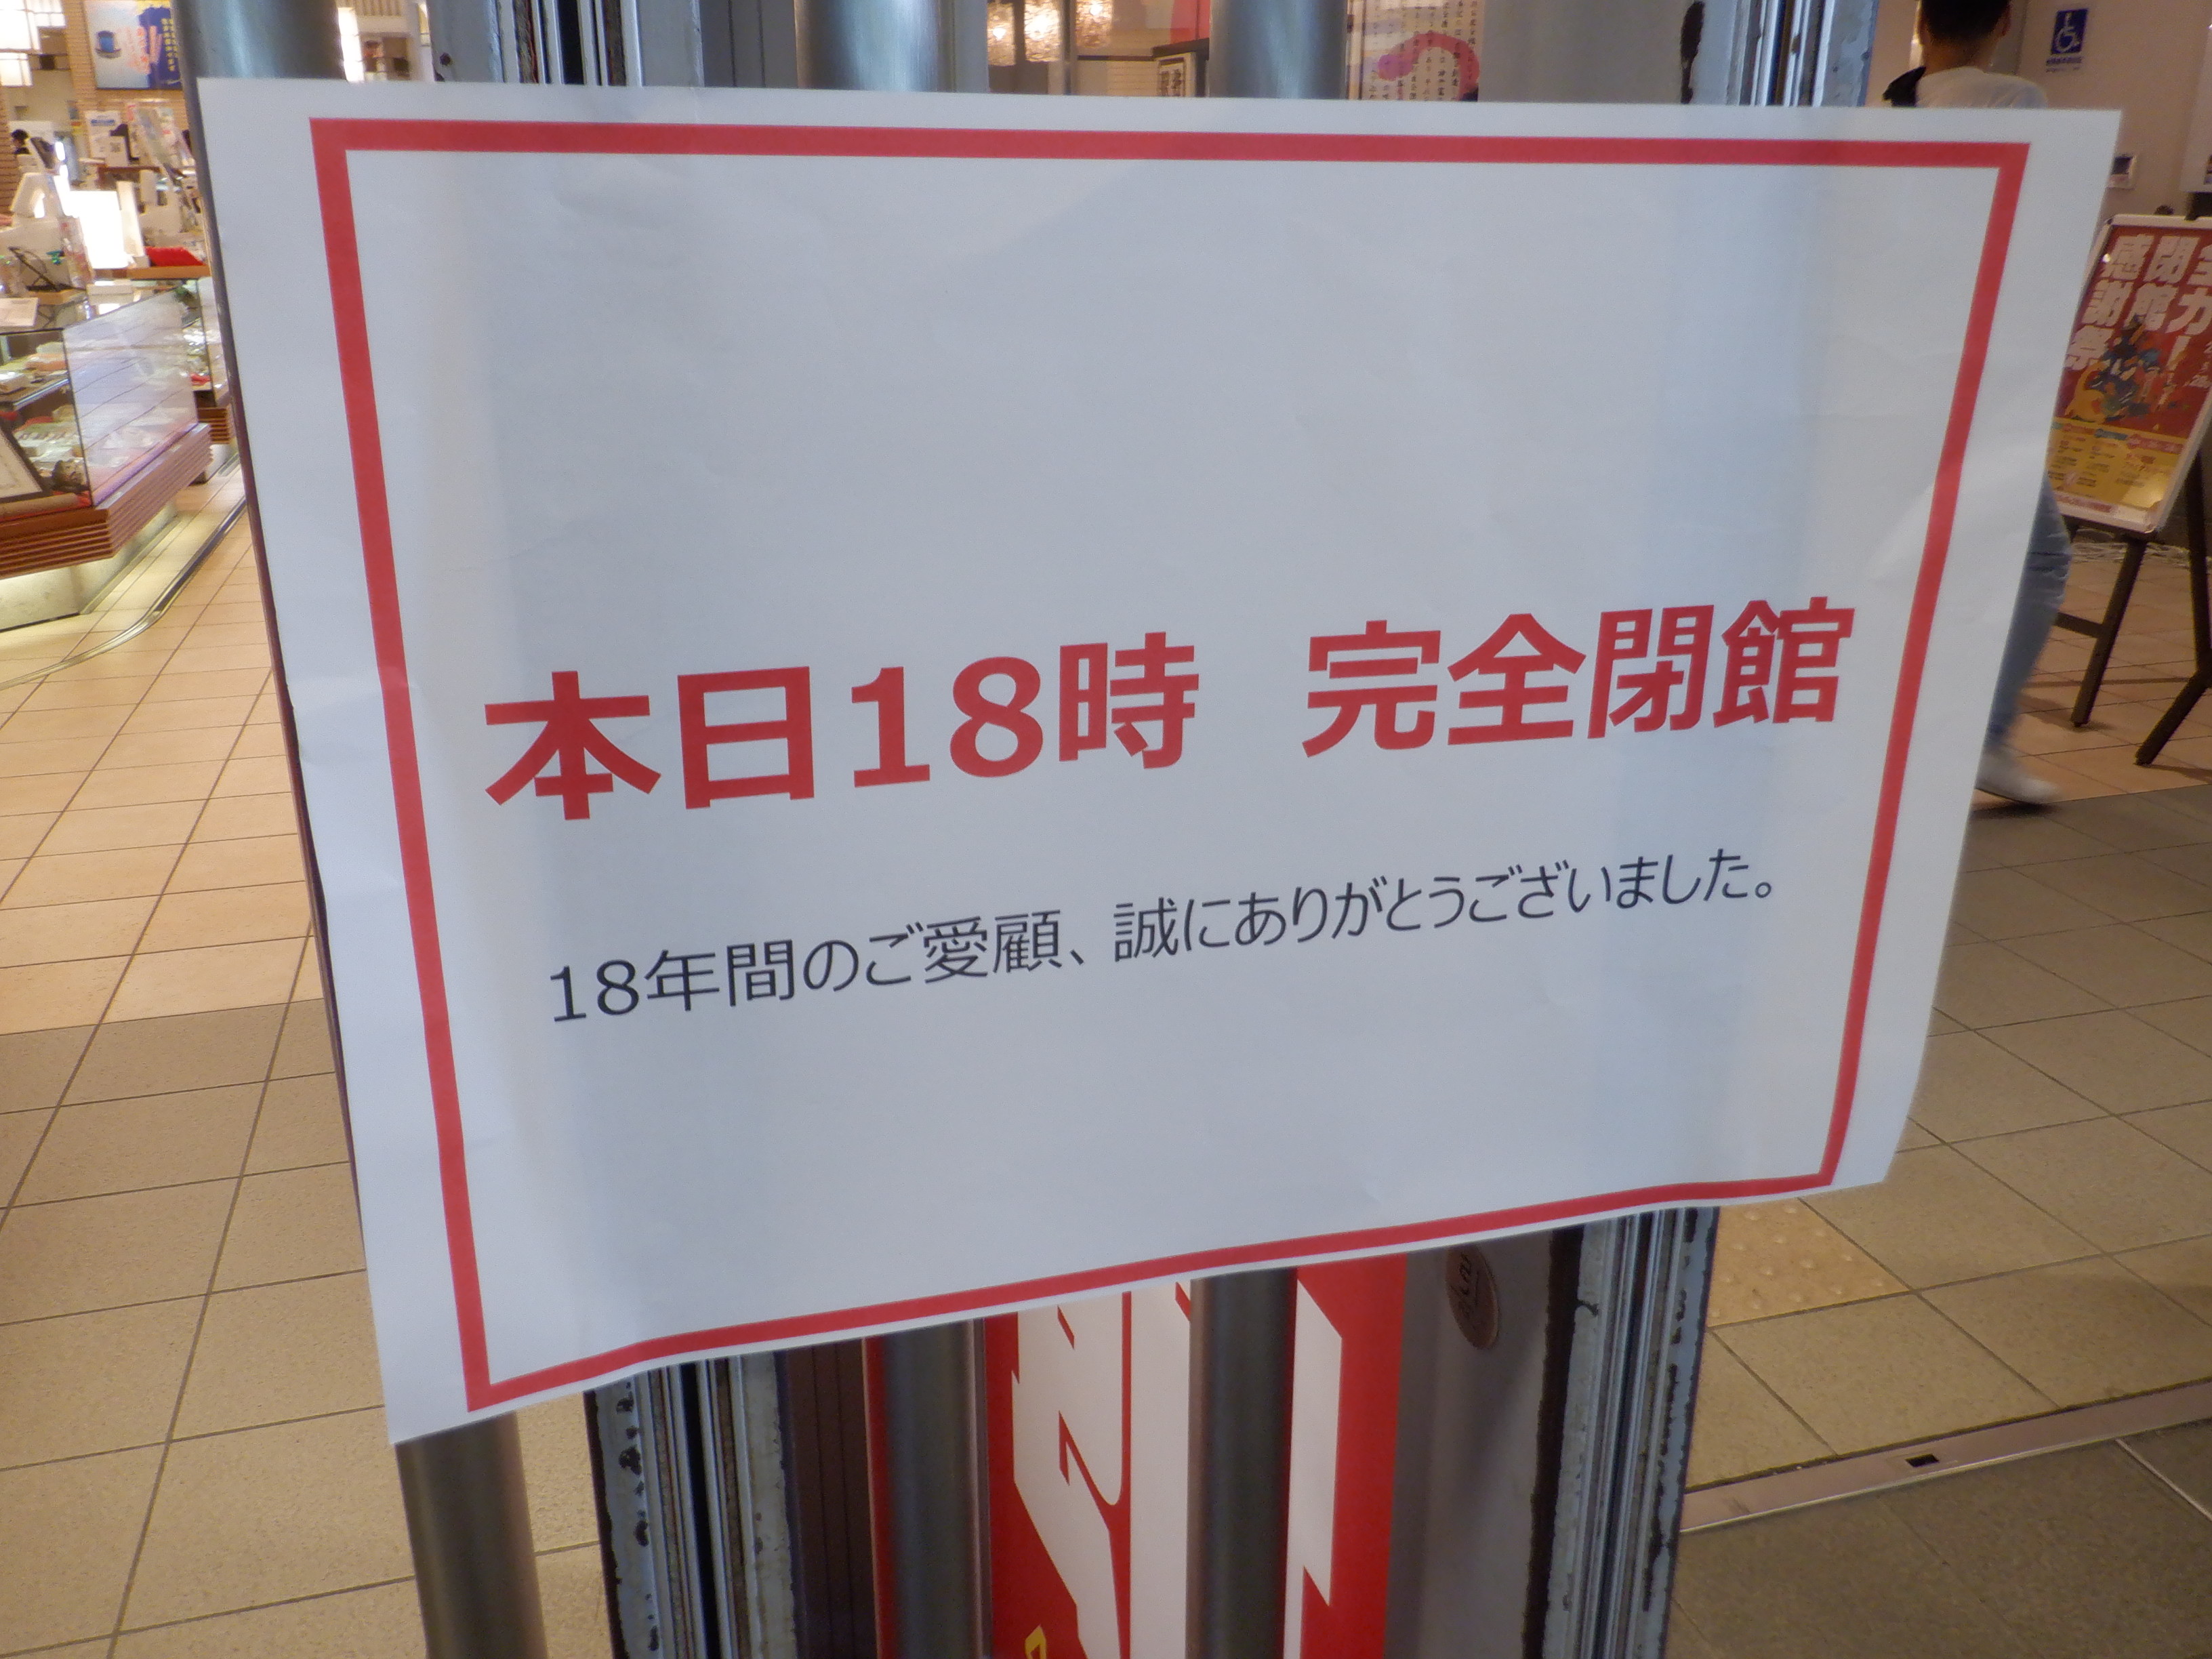 本日18時 完全閉館
18年間のご愛顧、誠にありがとうございました。
閉館
感謝祭